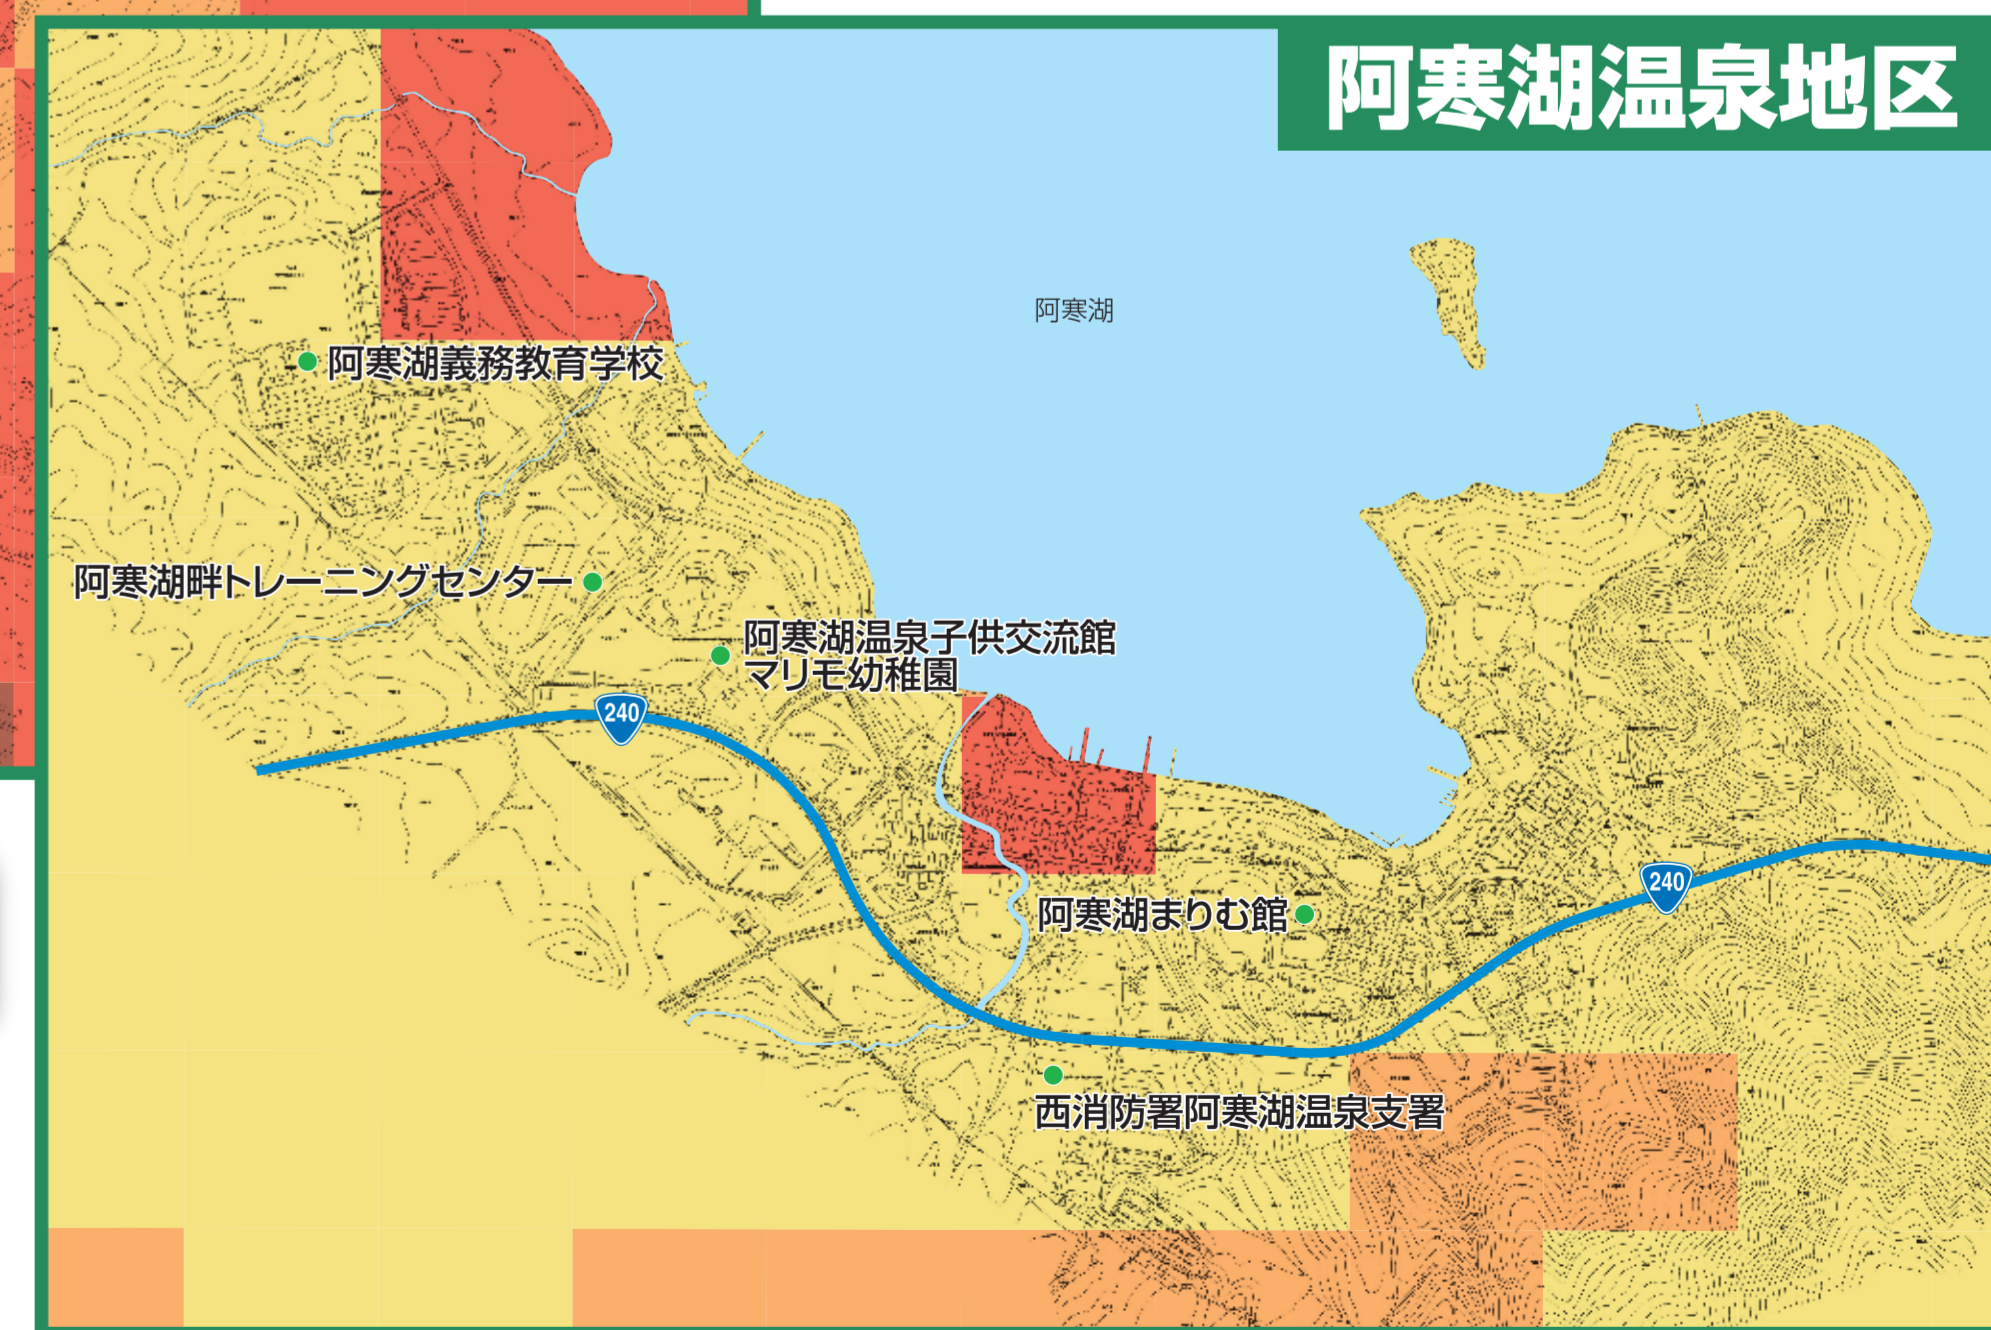 阿寒湖温泉地区
阿寒湖
阿寒湖義務教育学校
阿寒湖畔トレーニングセンター
阿寒湖温泉子供交流館
マリモ幼稚園
240
240
阿寒湖まりむ館
西消防署阿寒湖温泉支署